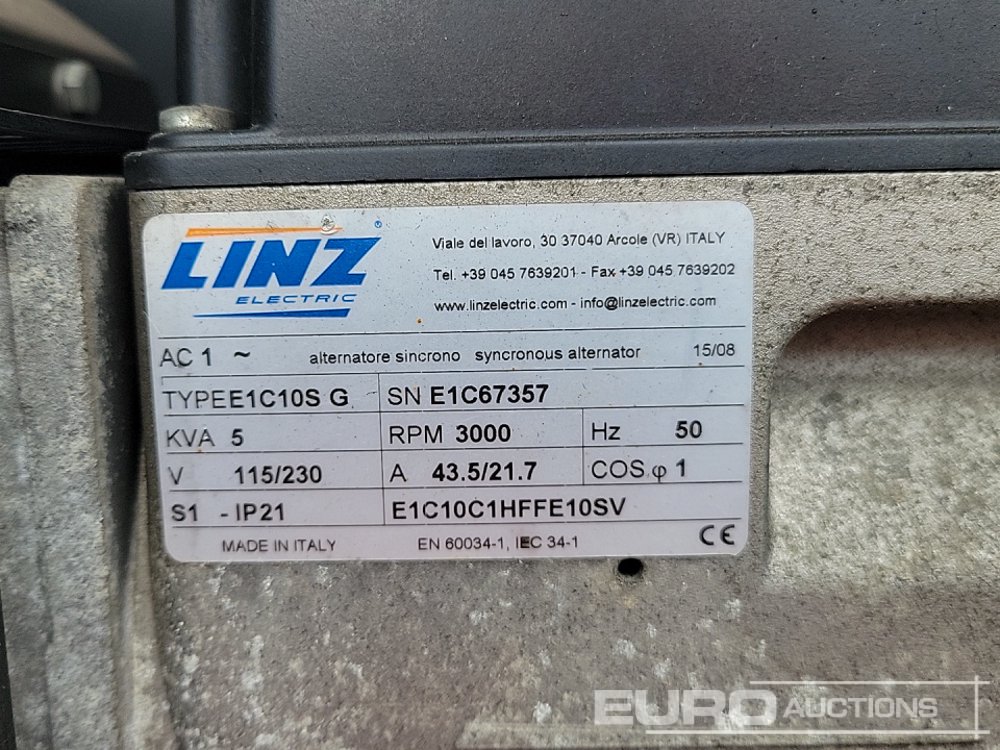 LINZ ®
ELECTRIC
Viale del lavoro, 30 37040 Arcole (VR) ITALY
Tel. +39 045 7639201 - Fax +39 045 7639202
www.linzelectric.com - info@linzelectric.com
AC 1 ~ alternatore sincrono syncronous alternator 15/08
TYPE E1C10S G SN E1C67357
KVA 5 RPM 3000 Hz 50
V 115/230 A 43.5/21.7 COS φ 1
S1 - IP21 E1C10C1HFFE10SV
MADE IN ITALY EN 60034-1, IEC 34-1 CE
EURO AUCTIONS